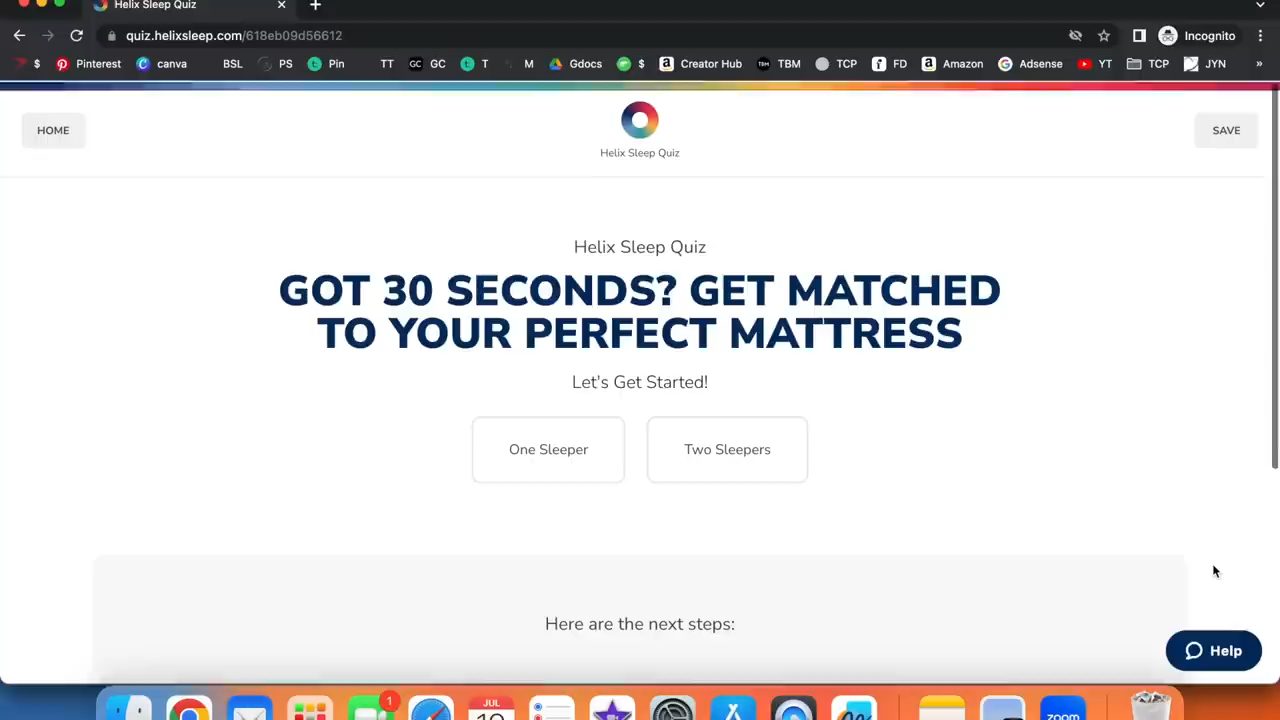 Helix Sleep Quiz
quiz.helixsleep.com/618eb09d56612
Incognito
$ Pinterest canva BSL PS Pin TT GC GC T M Gdocs $ Creator Hub TBM TBM TCP FD Amazon Adsense YT TCP JYN »
HOME
Helix Sleep Quiz
SAVE
Helix Sleep Quiz
GOT 30 SECONDS? GET MATCHED
TO YOUR PERFECT MATTRESS
Let's Get Started!
One Sleeper
Two Sleepers
Here are the next steps:
Help
1
JUL
zoom